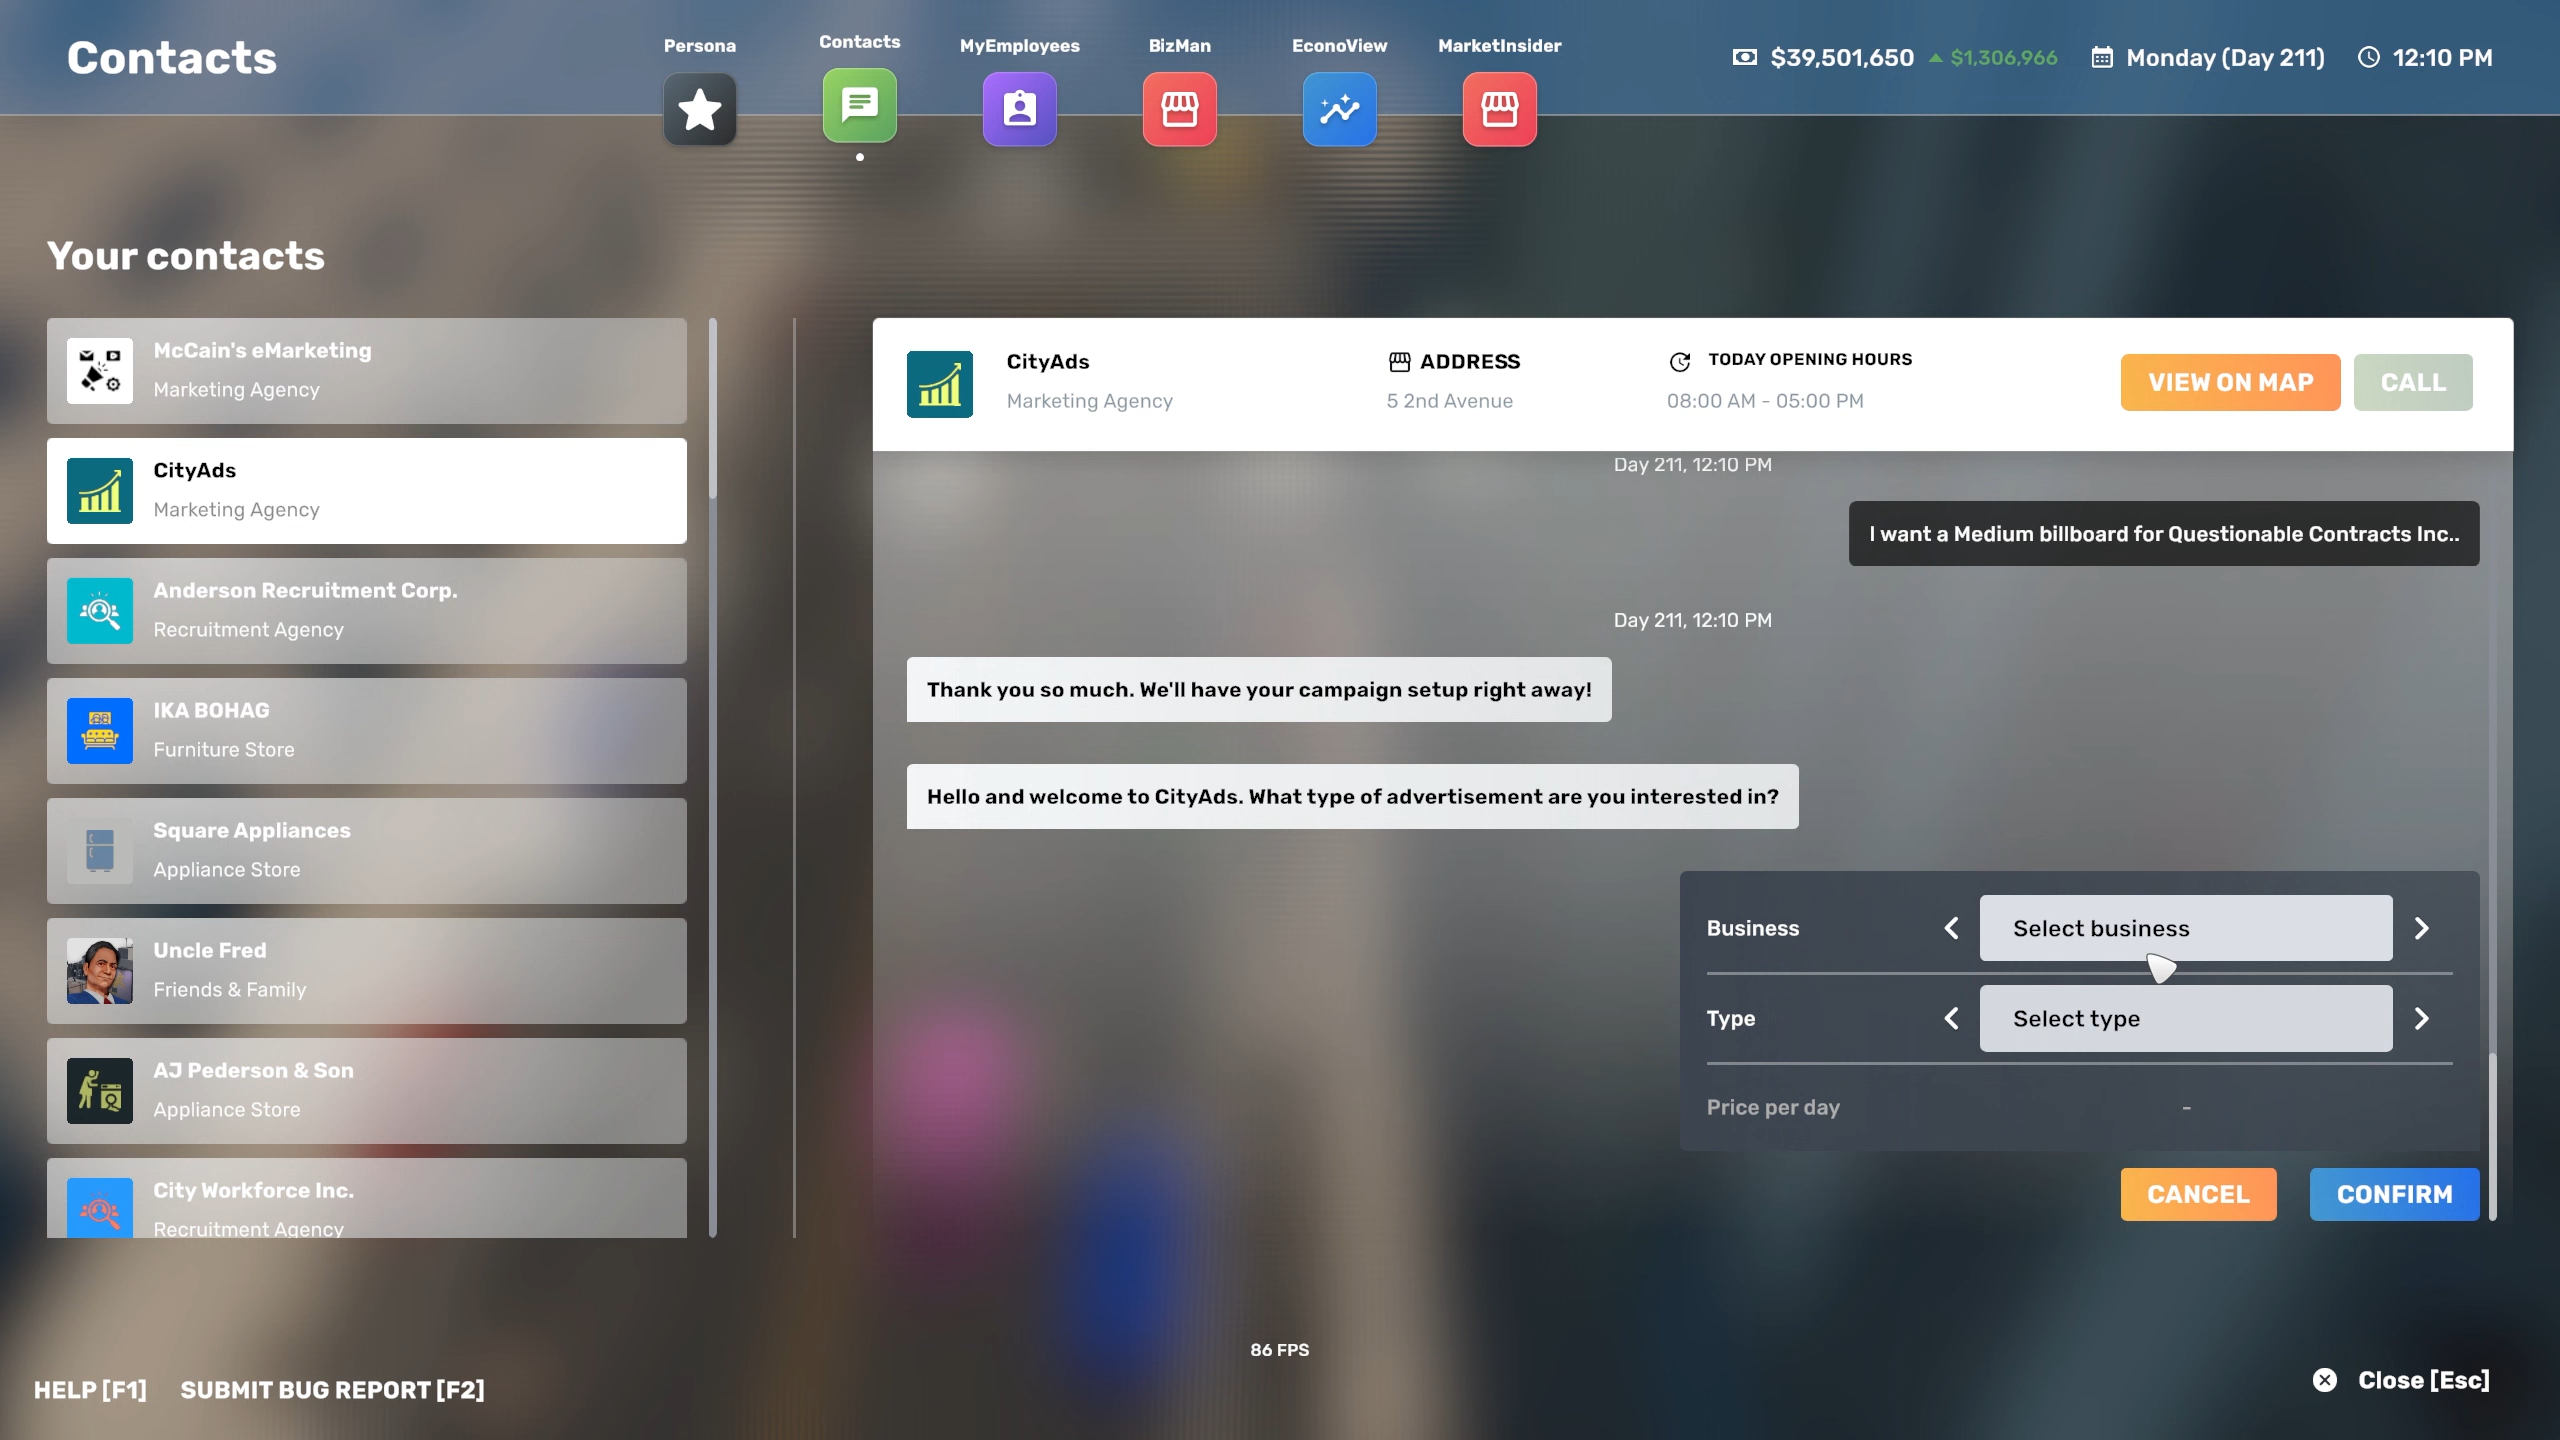 Contacts
Persona
Contacts
MyEmployees
BizMan
EconoView
MarketInsider
$39,501,650
$1,306,966
Monday (Day 211)
12:10 PM
Your contacts
McCain's eMarketing
Marketing Agency
CityAds
Marketing Agency
Anderson Recruitment Corp.
Recruitment Agency
IKA BOHAG
Furniture Store
Square Appliances
Appliance Store
Uncle Fred
Friends & Family
AJ Pederson & Son
Appliance Store
City Workforce Inc.
Recruitment Agency
CityAds
Marketing Agency
ADDRESS
5 2nd Avenue
TODAY OPENING HOURS
08:00 AM - 05:00 PM
VIEW ON MAP
CALL
Day 211, 12:10 PM
I want a Medium billboard for Questionable Contracts Inc..
Day 211, 12:10 PM
Thank you so much. We'll have your campaign setup right away!
Hello and welcome to CityAds. What type of advertisement are you interested in?
Business
Select business
Type
Select type
Price per day
-
CANCEL
CONFIRM
86 FPS
HELP [F1]
SUBMIT BUG REPORT [F2]
Close [Esc]